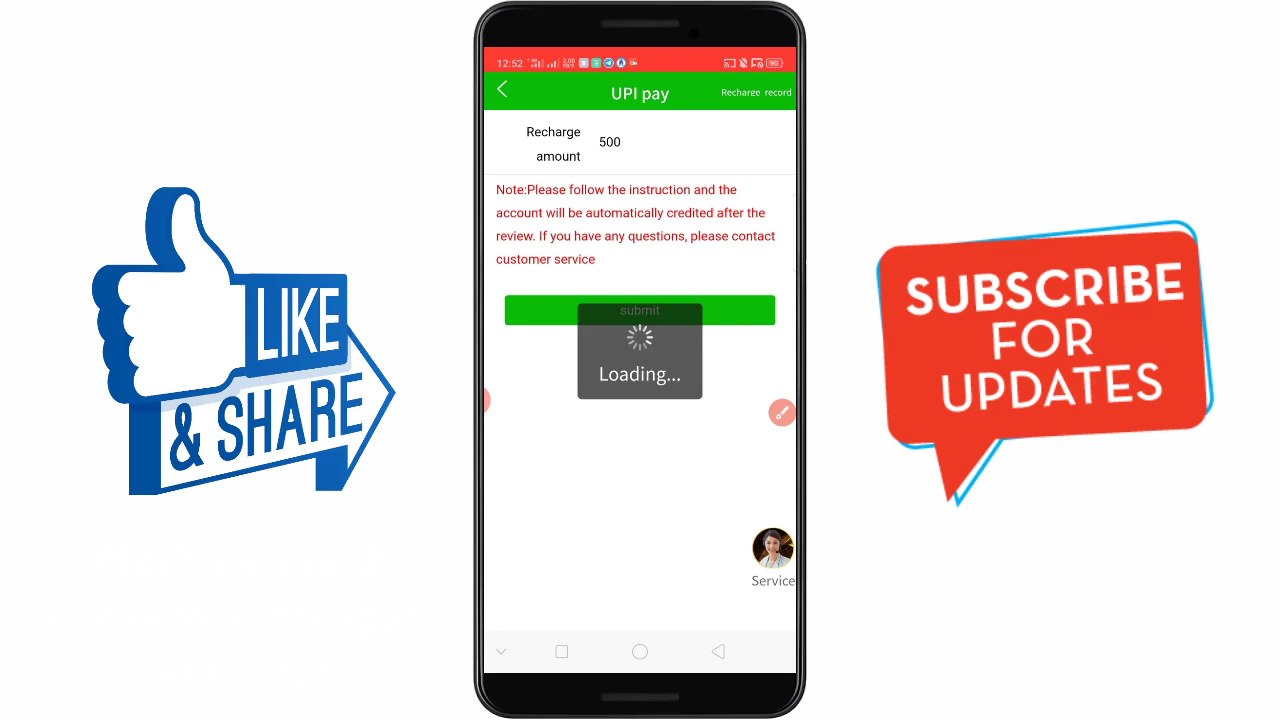 12:52
90
UPI pay
Recharge record
Recharge
amount
500
Note:Please follow the instruction and the
account will be automatically credited after the
review. If you have any questions, please contact
customer service
submit
Loading...
Service
LIKE
& SHARE
SUBSCRIBE
FOR
UPDATES